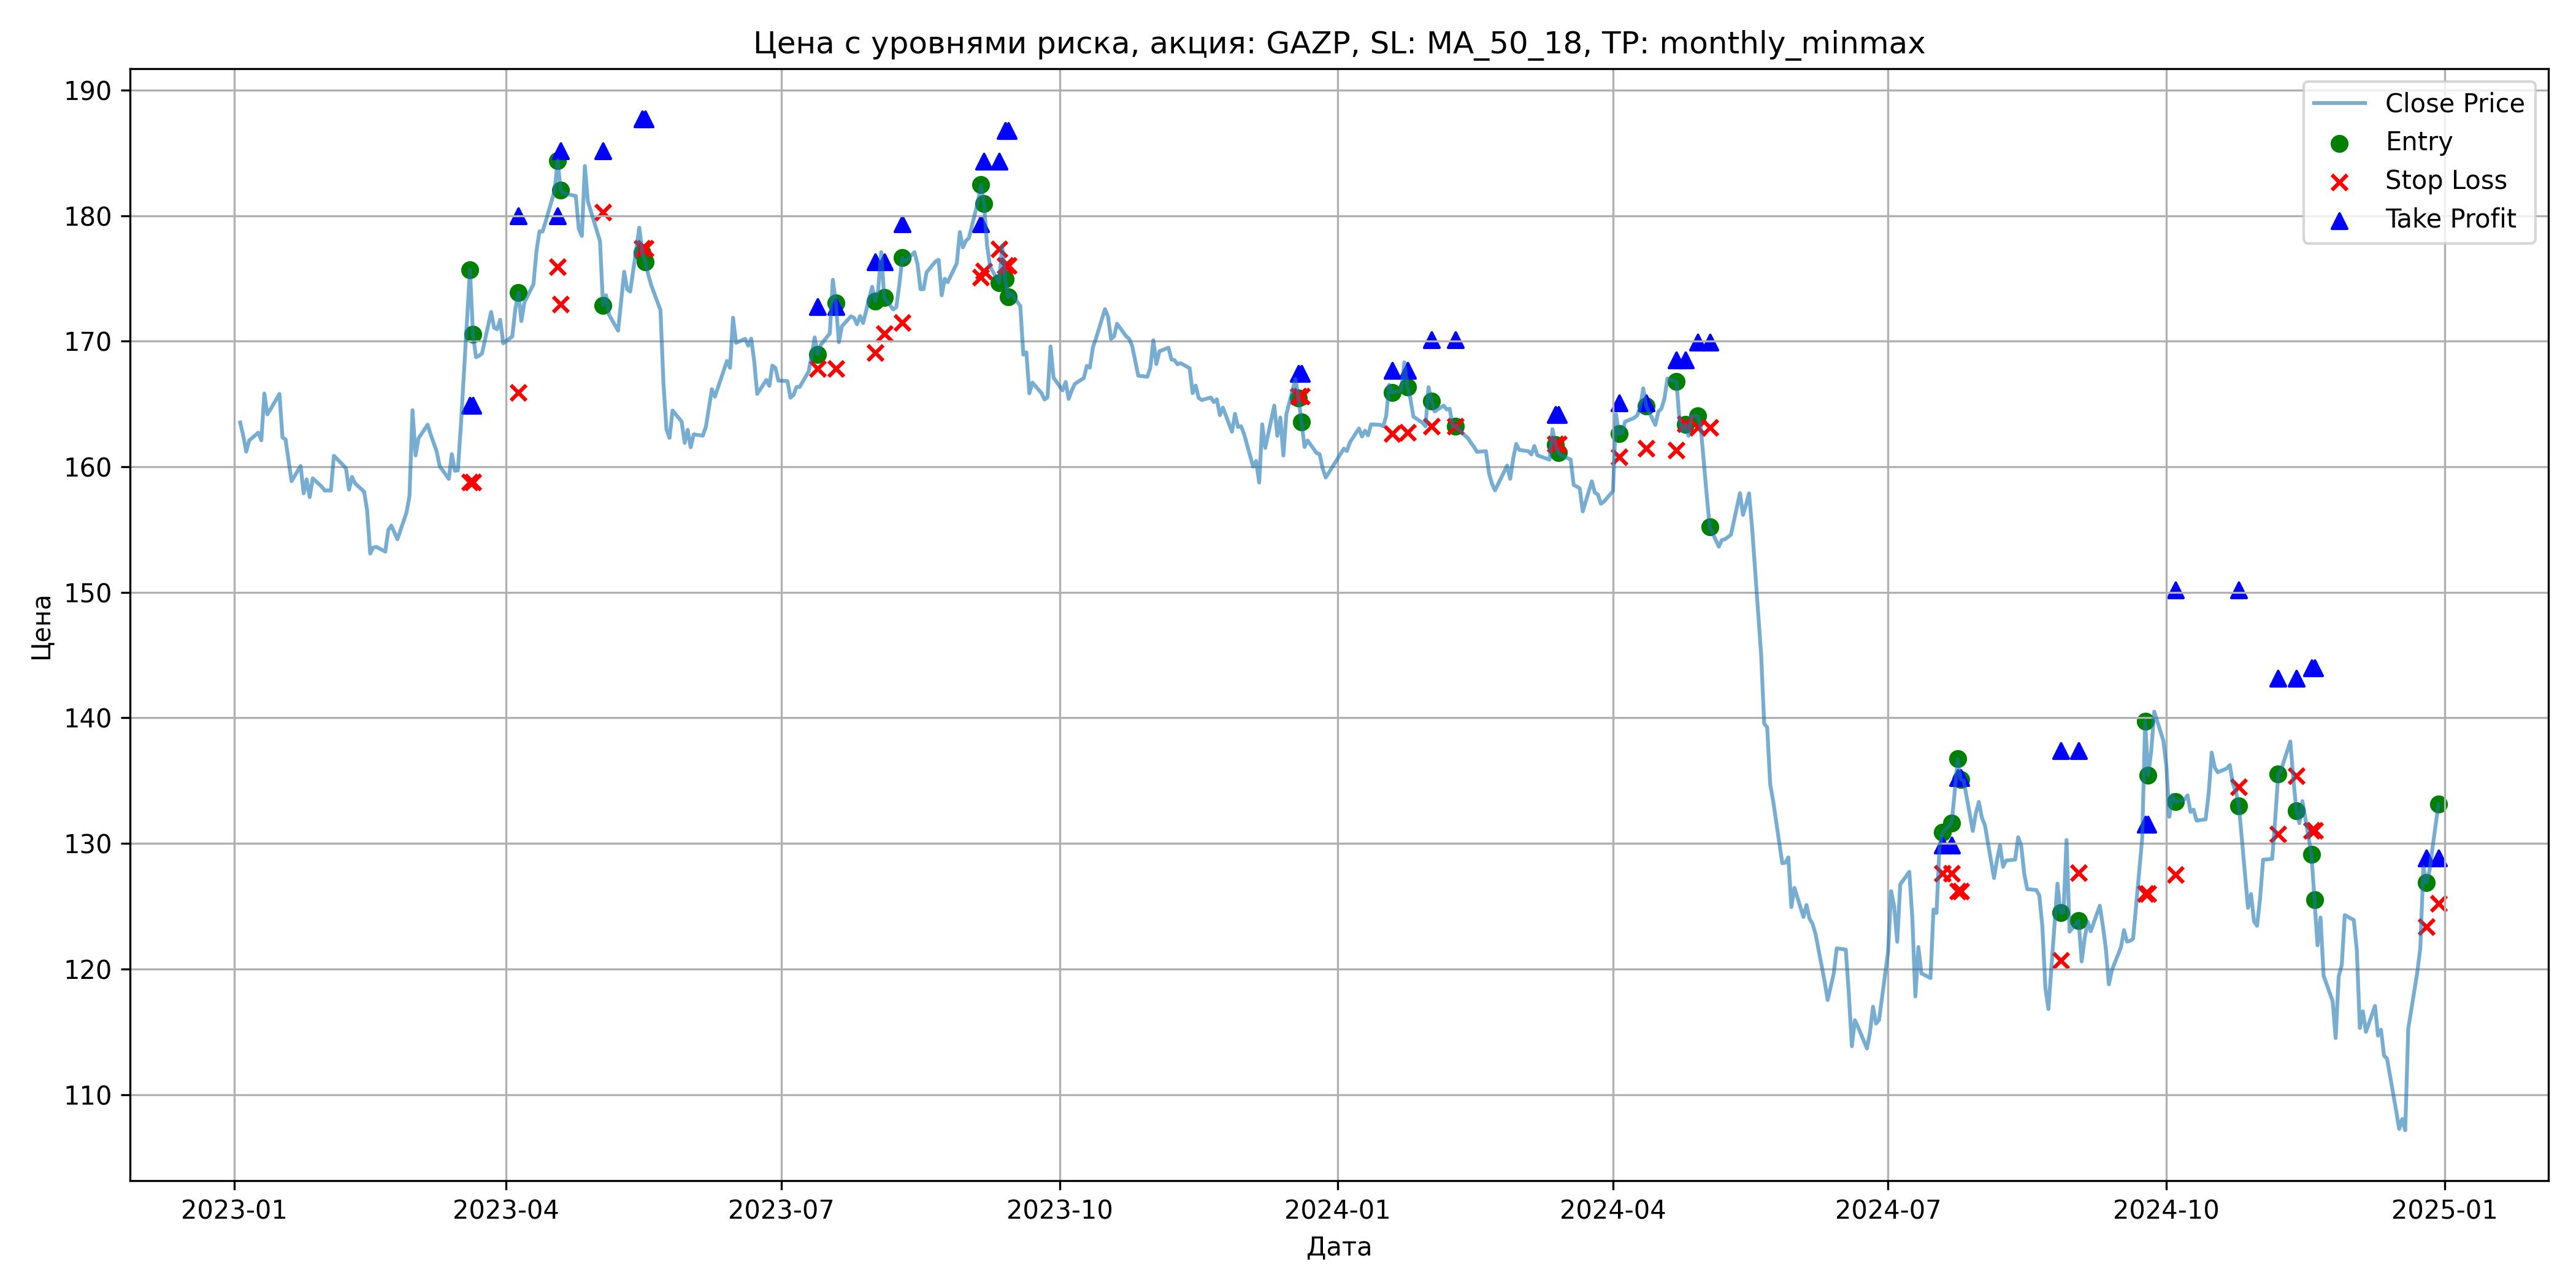 Цена с уровнями риска, акция: GAZP, SL: MA_50_18, TP: monthly_minmax
Close Price
Entry
Stop Loss
Take Profit
Цена
190
180
170
160
150
140
130
120
110
2023-01
2023-04
2023-07
2023-10
2024-01
2024-04
2024-07
2024-10
2025-01
Дата